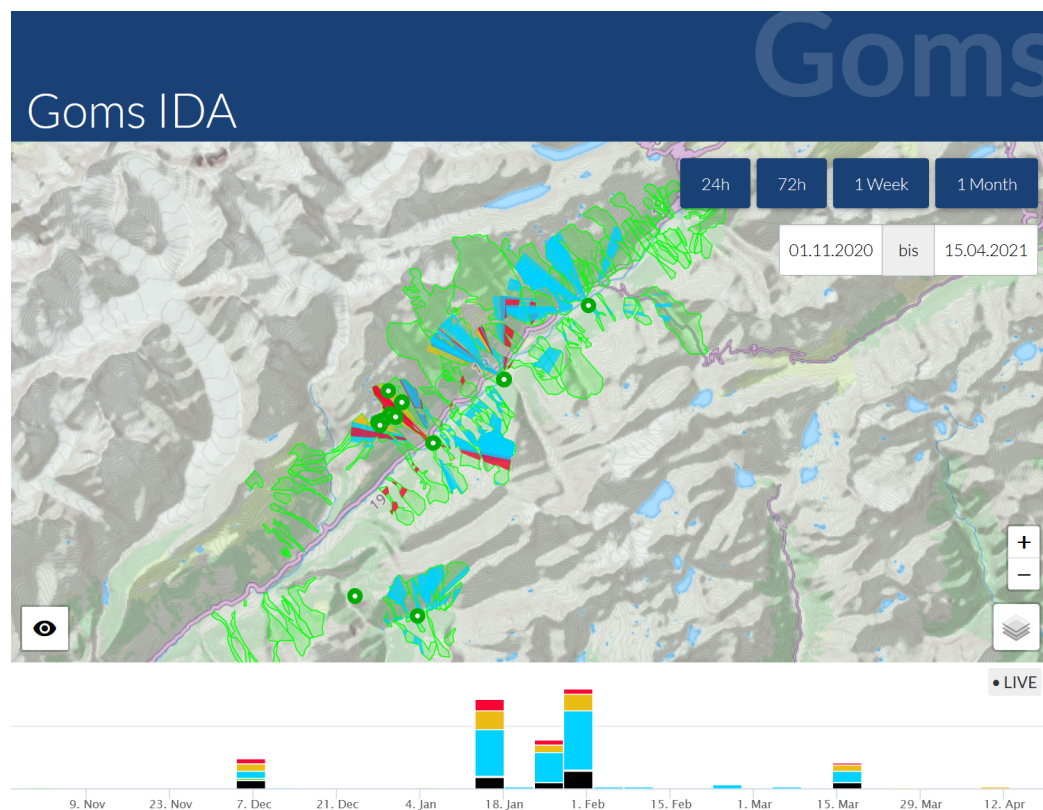 Goms
Goms IDA
24h
72h
1 Week
1 Month
01.11.2020 bis 15.04.2021
19
+
−
• LIVE
9. Nov
23. Nov
7. Dec
21. Dec
4. Jan
18. Jan
1. Feb
15. Feb
1. Mar
15. Mar
29. Mar
12. Apr